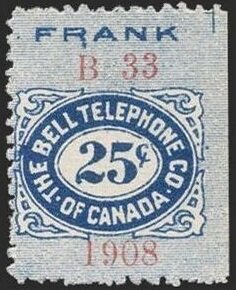 FRANK
B 33
THE BELL TELEPHONE CO.
25¢
OF CANADA
1908